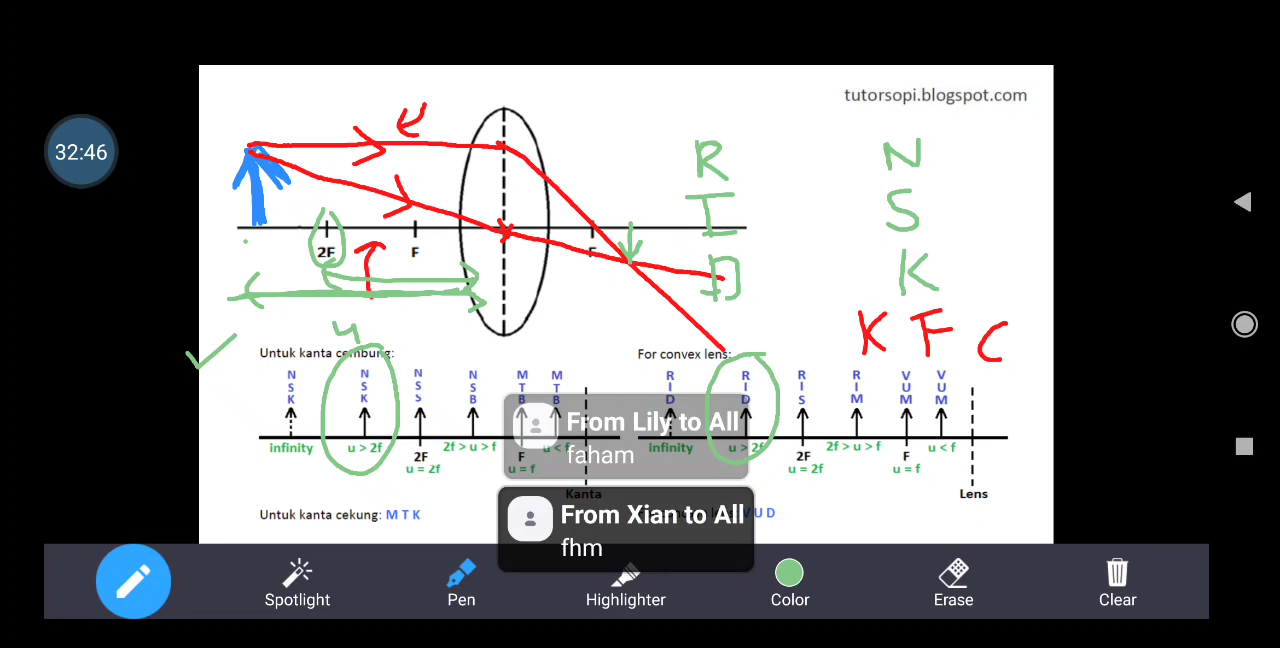 tutorsopi.blogspot.com
32:46
R N
I S
D K
2F F F
K F C
u
Untuk kanta cembung: For convex lens:
N N N N M M R R R R V V
S S S S T T I I I I U U
K K S B B B D D S M M M
From Lily to All
faham
infinity u > 2f 2F 2f > u > f F u < f infinity u > 2f 2F 2f > u > f F u < f
u = 2f u = f u = 2f u = f
Kanta Lens
From Xian to All
fhm
Untuk kanta cekung: M T K V U D
Spotlight Pen Highlighter Color Erase Clear